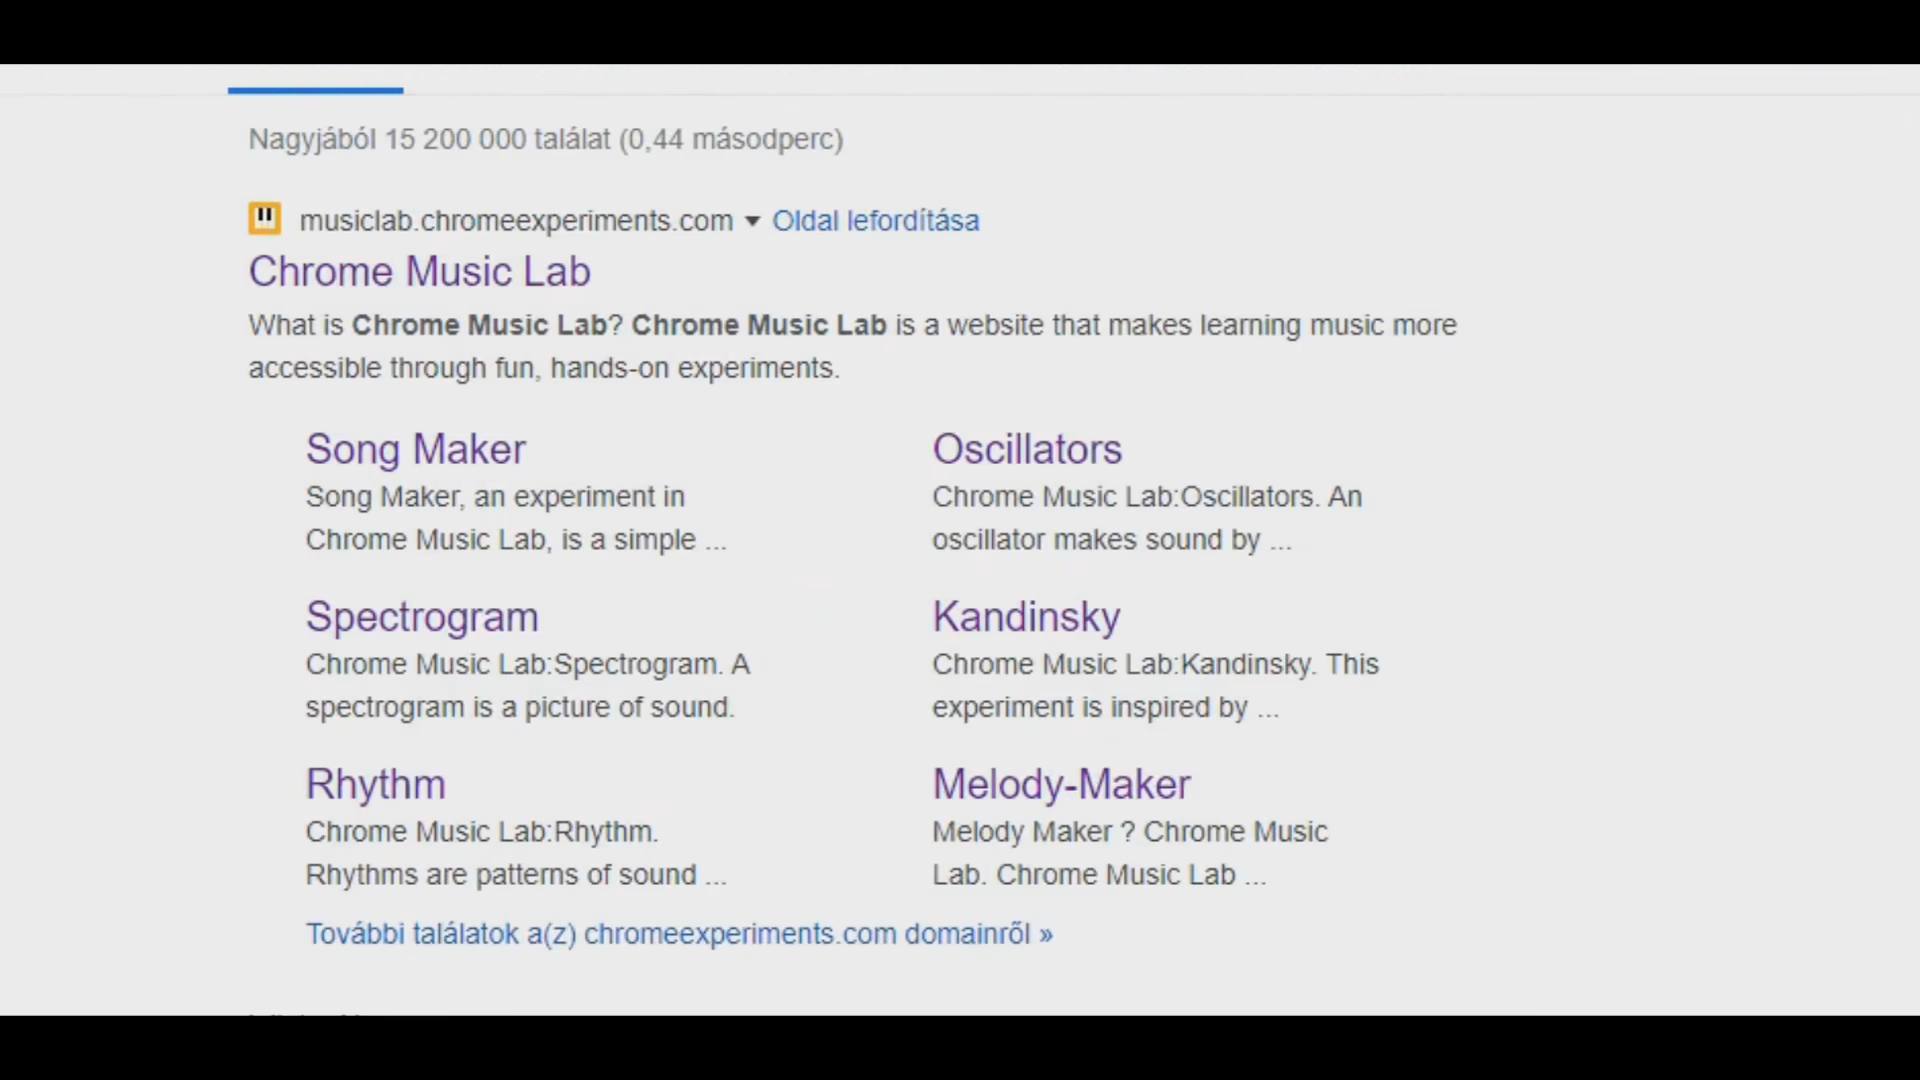 Nagyjából 15 200 000 találat (0,44 másodperc)
musiclab.chromeexperiments.com Oldal lefordítása
Chrome Music Lab
What is Chrome Music Lab? Chrome Music Lab is a website that makes learning music more
accessible through fun, hands-on experiments.
Song Maker
Song Maker, an experiment in
Chrome Music Lab, is a simple ...
Oscillators
Chrome Music Lab:Oscillators. An
oscillator makes sound by ...
Spectrogram
Chrome Music Lab:Spectrogram. A
spectrogram is a picture of sound.
Kandinsky
Chrome Music Lab:Kandinsky. This
experiment is inspired by ...
Rhythm
Chrome Music Lab:Rhythm.
Rhythms are patterns of sound ...
Melody-Maker
Melody Maker ? Chrome Music
Lab. Chrome Music Lab ...
További találatok a(z) chromeexperiments.com domainről »